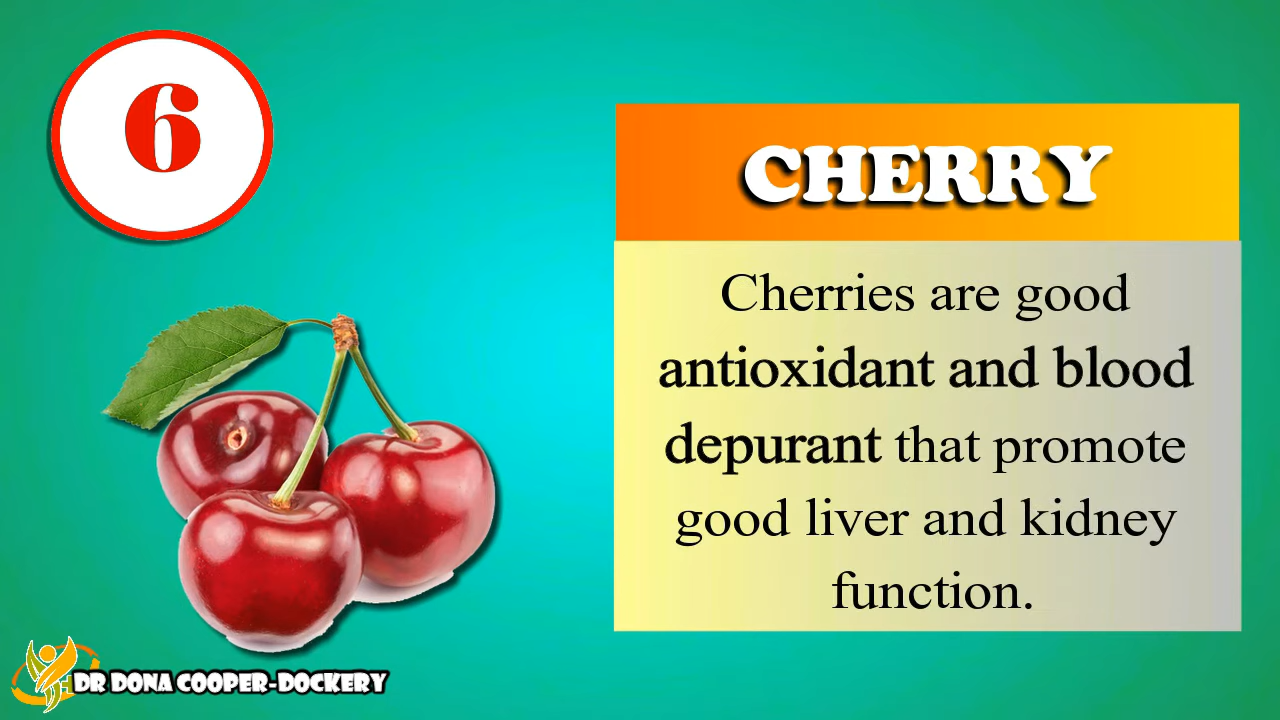 6
CHERRY
Cherries are good
antioxidant and blood
depurant that promote
good liver and kidney
function.
DR DONA COOPER-DOCKERY